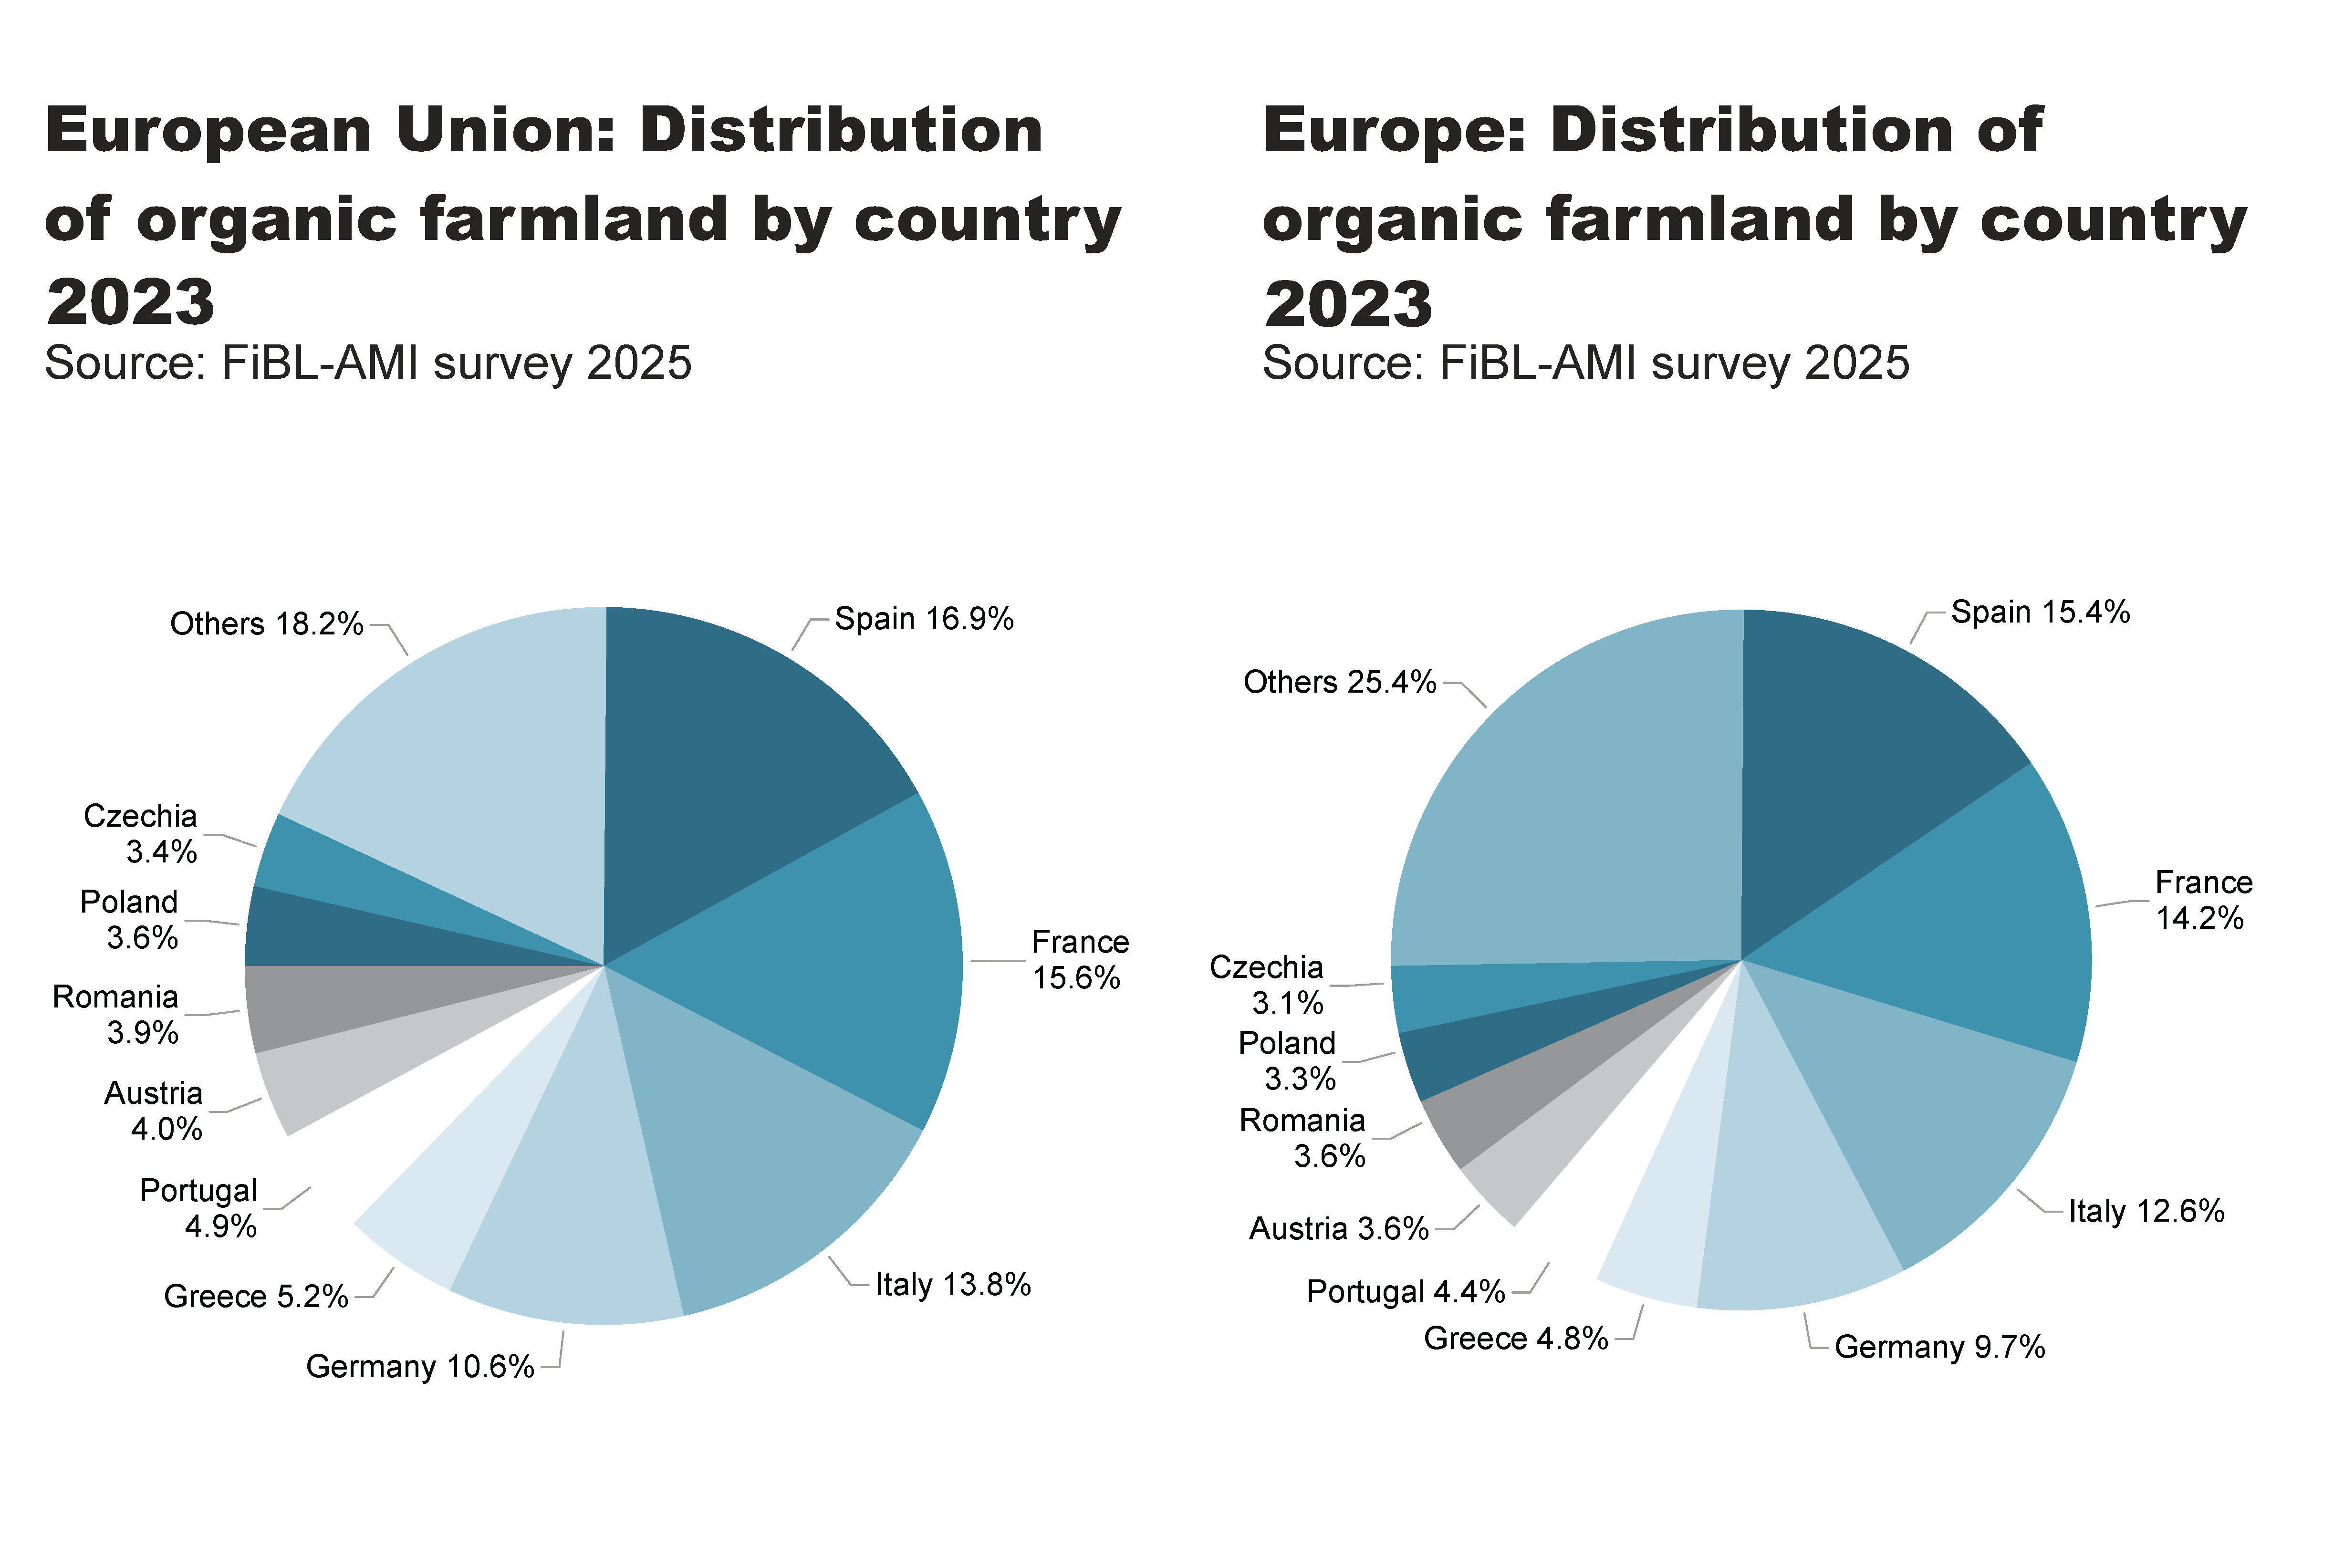 European Union: Distribution
of organic farmland by country
2023
Source: FiBL-AMI survey 2025
Others 18.2%
Spain 16.9%
Czechia
3.4%
Poland
3.6%
France
15.6%
Romania
3.9%
Austria
4.0%
Portugal
4.9%
Greece 5.2%
Italy 13.8%
Germany 10.6%
Europe: Distribution of
organic farmland by country
2023
Source: FiBL-AMI survey 2025
Spain 15.4%
Others 25.4%
France
14.2%
Czechia
3.1%
Poland
3.3%
Romania
3.6%
Italy 12.6%
Austria 3.6%
Portugal 4.4%
Greece 4.8%
Germany 9.7%